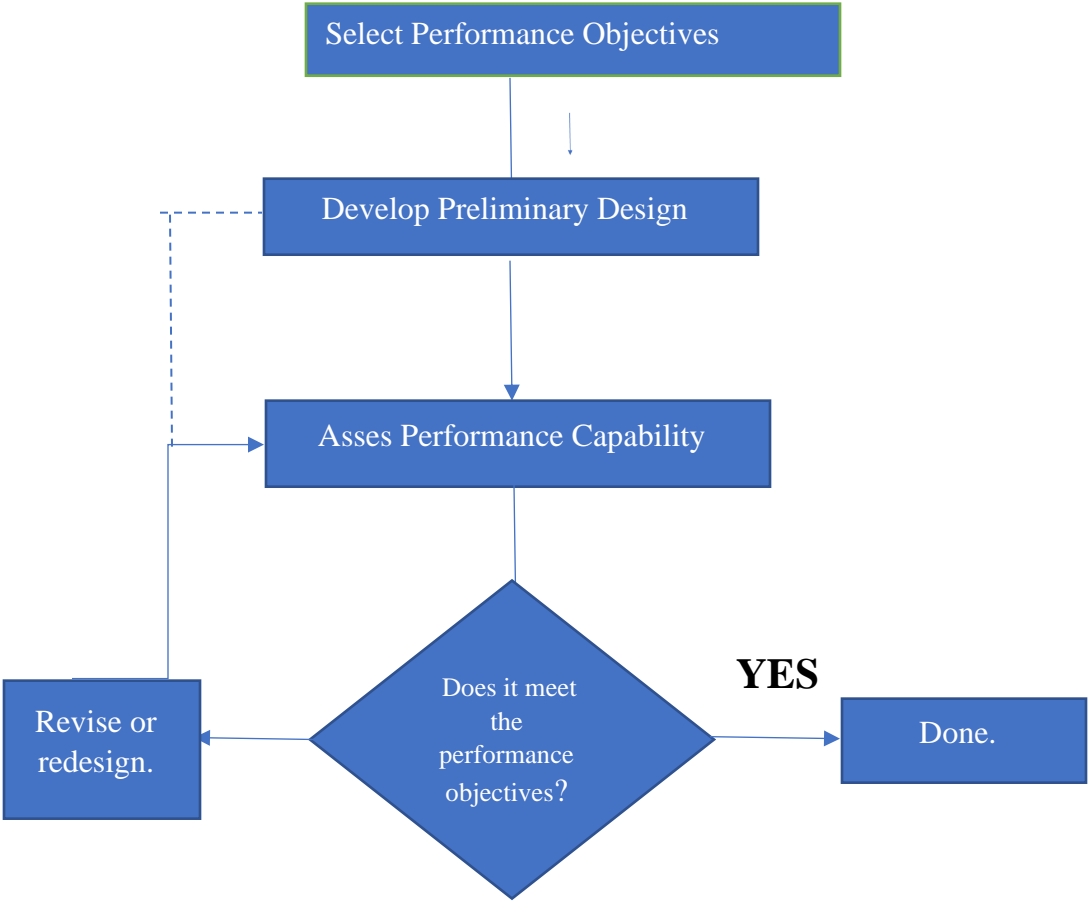 Select Performance Objectives
Develop Preliminary Design
Asses Performance Capability
Does it meet
the
performance
objectives?
YES
Revise or
redesign.
Done.